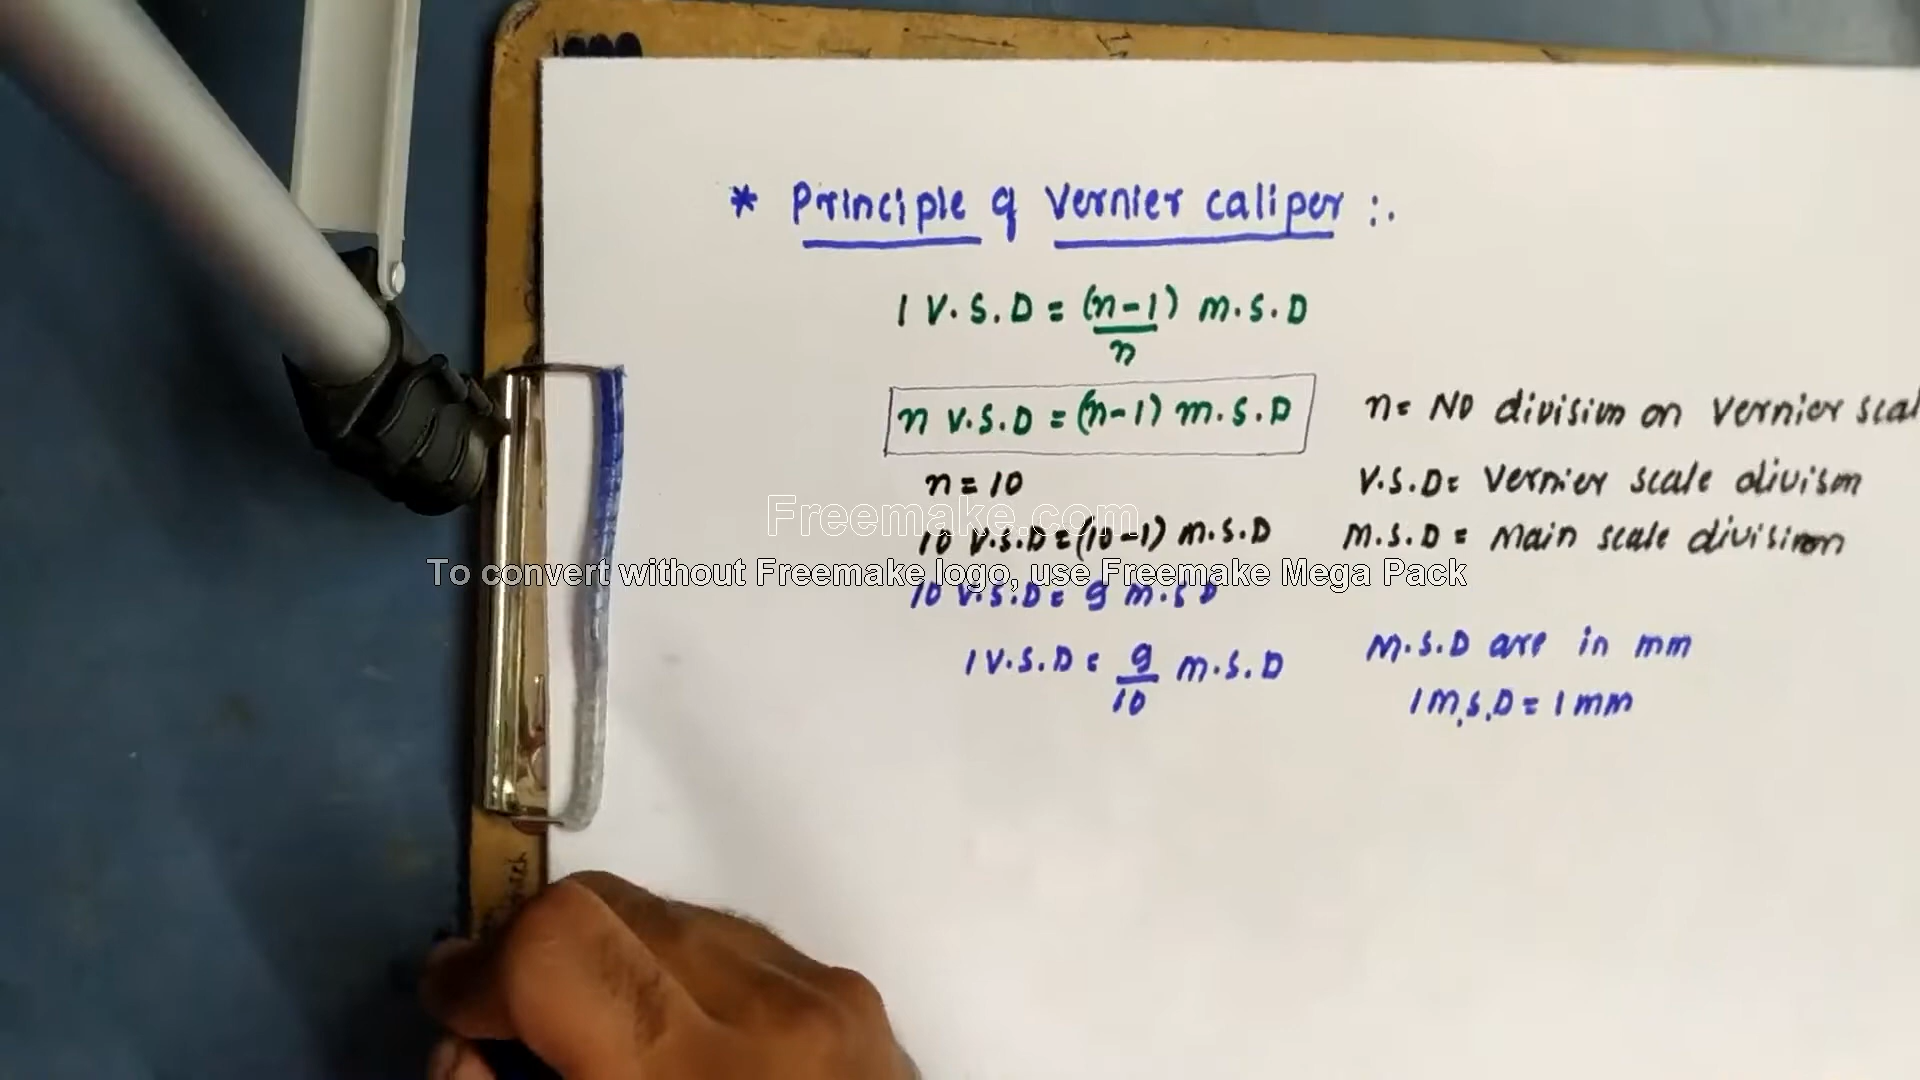 * Principle of Vernier caliper :.
1 V.S.D = (n-1) m.s.D
n
n V.S.D = (n-1) m.s.D
n = No division on Vernier scal
n = 10
V.S.D = Vernier scale division
Freemake.com
10 V.S.D = (10-1) m.s.D
M.S.D = Main scale division
To convert without Freemake logo, use Freemake Mega Pack
10 V.S.D = 9 m.s D
1 V.S.D = 9 m.s.D
10
M.S.D are in mm
1 M.S.D = 1 mm